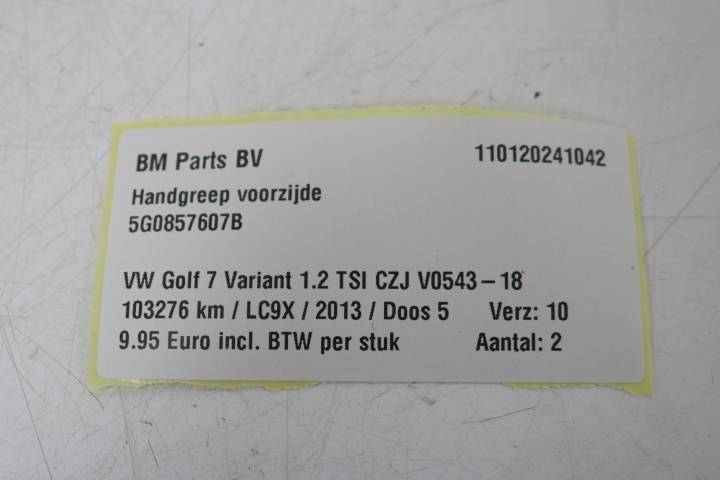 BM Parts BV 110120241042
Handgreep voorzijde
5G0857607B
VW Golf 7 Variant 1.2 TSI CZJ V0543-18
103276 km / LC9X / 2013 / Doos 5 Verz: 10
9.95 Euro incl. BTW per stuk Aantal: 2